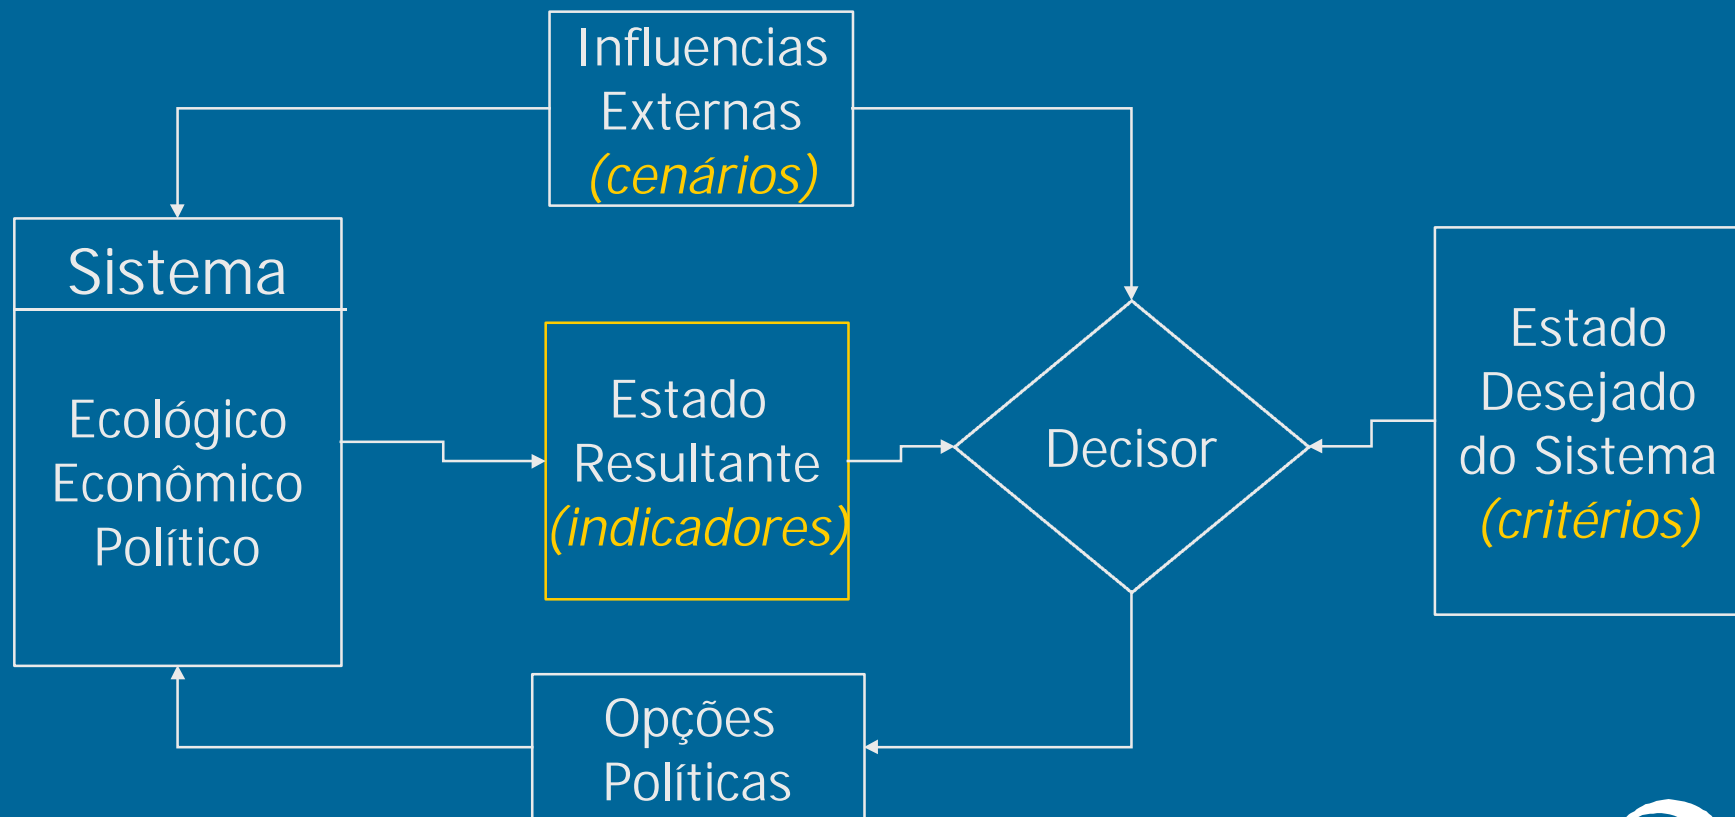 Influencias
Externas
(cenários)
Sistema
Ecológico
Econômico
Político
Estado
Resultante
(indicadores)
Decisor
Estado
Desejado
do Sistema
(critérios)
Opções
Políticas